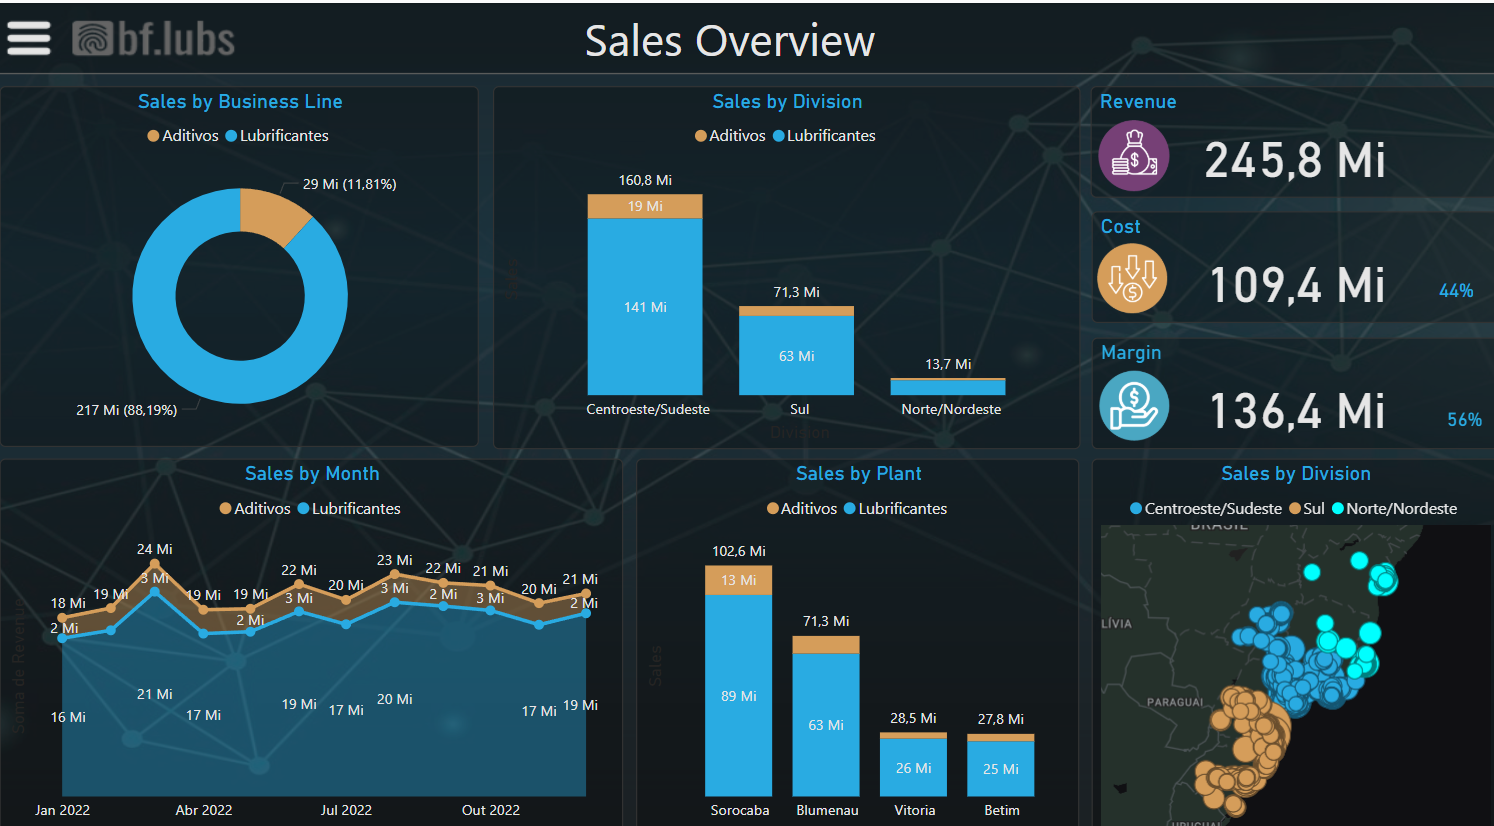 bf.lubs
Sales Overview
Sales by Business Line
Aditivos Lubrificantes
29 Mi (11,81%)
217 Mi (88,19%)
Sales by Division
Aditivos Lubrificantes
160,8 Mi
19 Mi
141 Mi
71,3 Mi
63 Mi
13,7 Mi
Centroeste/Sudeste Sul Norte/Nordeste
Division
Revenue
245,8 Mi
Cost
109,4 Mi
44%
Margin
136,4 Mi
56%
Sales by Month
Aditivos Lubrificantes
Soma de Revenue
18 Mi 19 Mi 24 Mi 19 Mi 19 Mi 22 Mi 20 Mi 23 Mi 22 Mi 21 Mi 20 Mi 21 Mi
2 Mi 3 Mi 2 Mi 3 Mi 3 Mi 2 Mi 3 Mi 2 Mi
16 Mi 21 Mi 17 Mi 19 Mi 17 Mi 20 Mi 17 Mi 19 Mi
Jan 2022 Abr 2022 Jul 2022 Out 2022
Sales by Plant
Aditivos Lubrificantes
Sales
102,6 Mi
13 Mi
89 Mi
71,3 Mi
63 Mi
28,5 Mi
26 Mi
27,8 Mi
25 Mi
Sorocaba Blumenau Vitoria Betim
Sales by Division
Centroeste/Sudeste Sul Norte/Nordeste
BRASIL
LÍVIA
PARAGUAI
URUGUAI